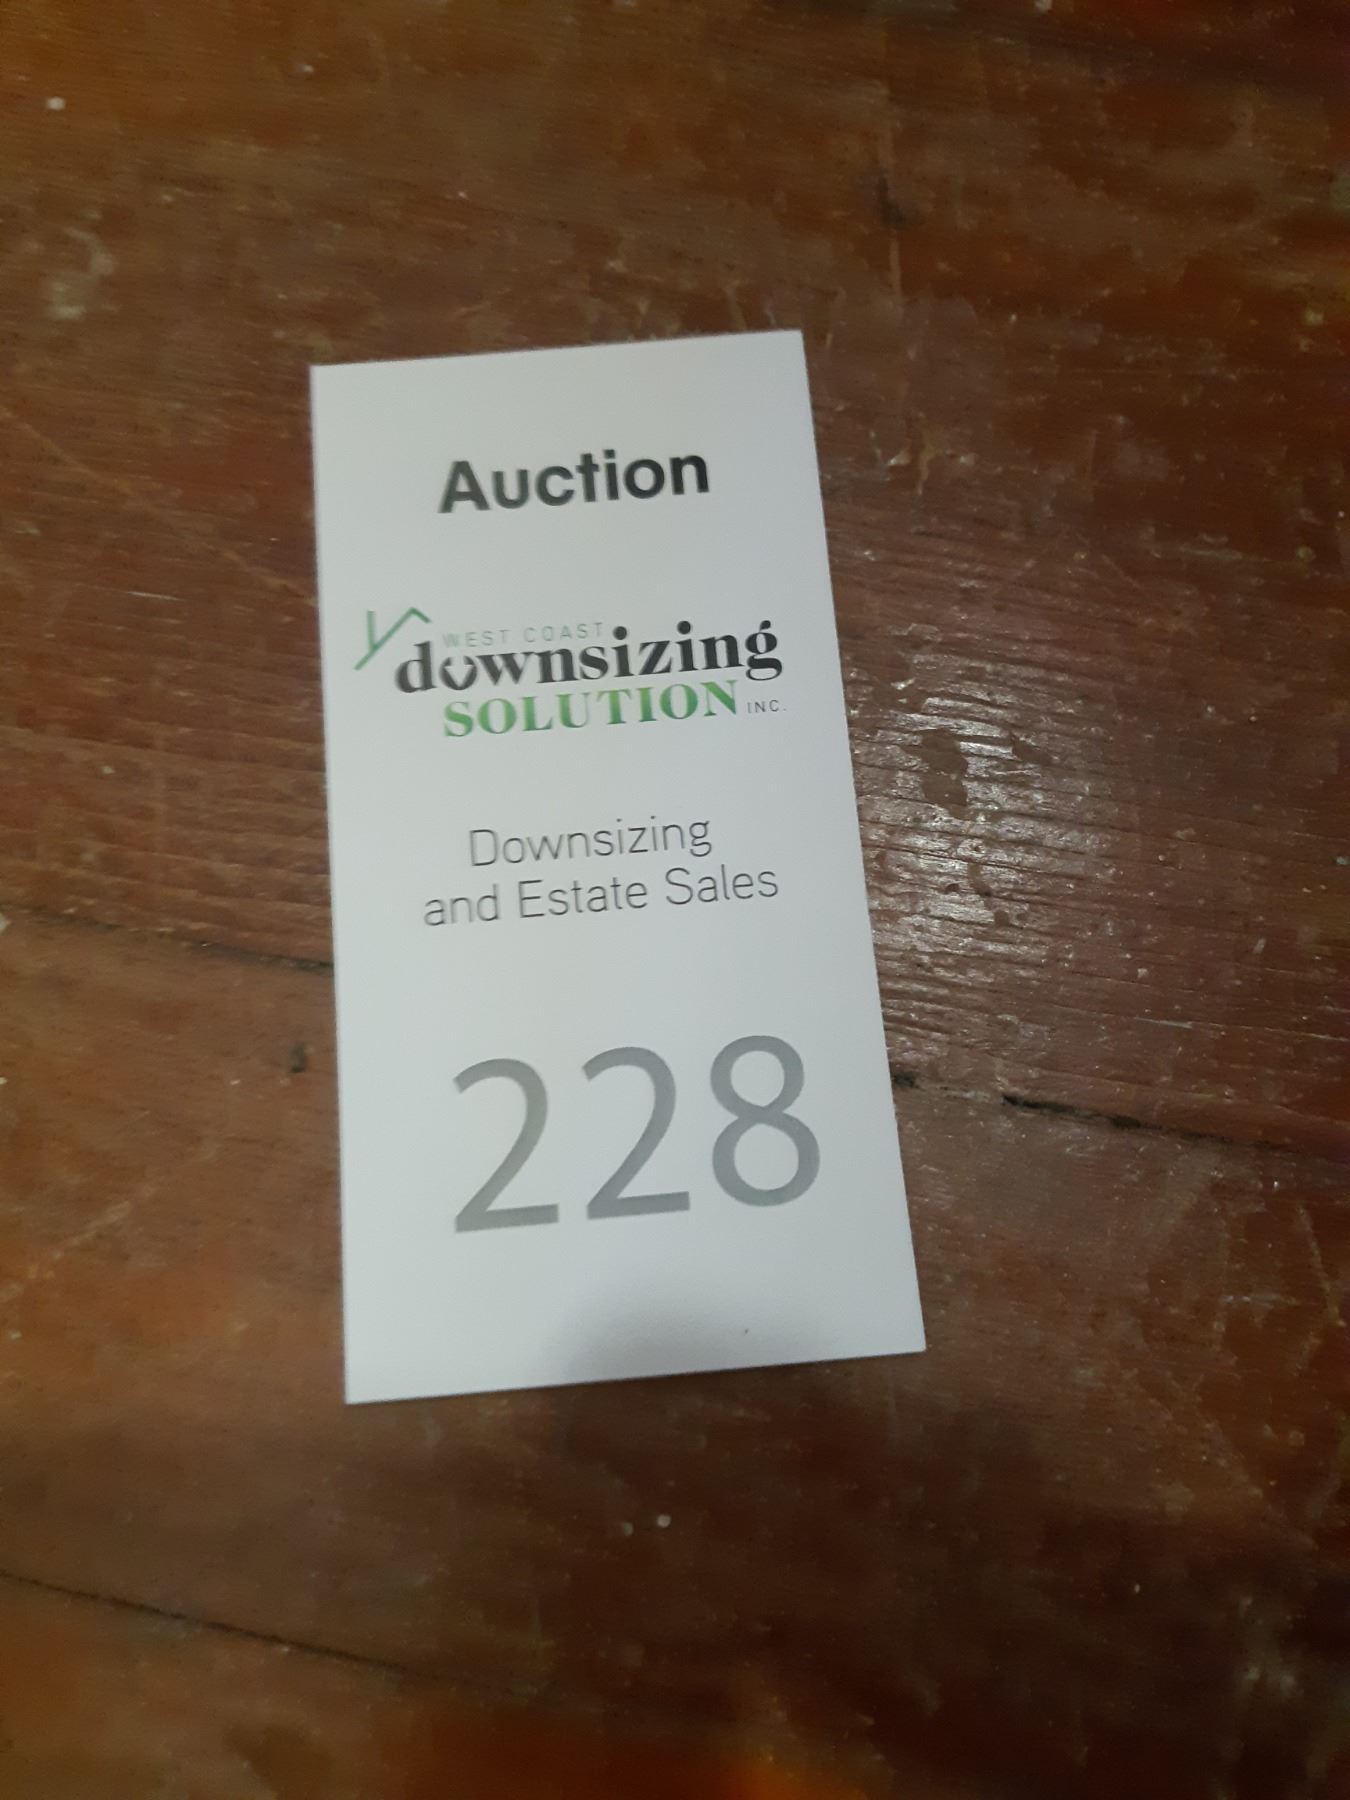 Auction
WEST COAST
downsizing
SOLUTION INC.
Downsizing
and Estate Sales
228